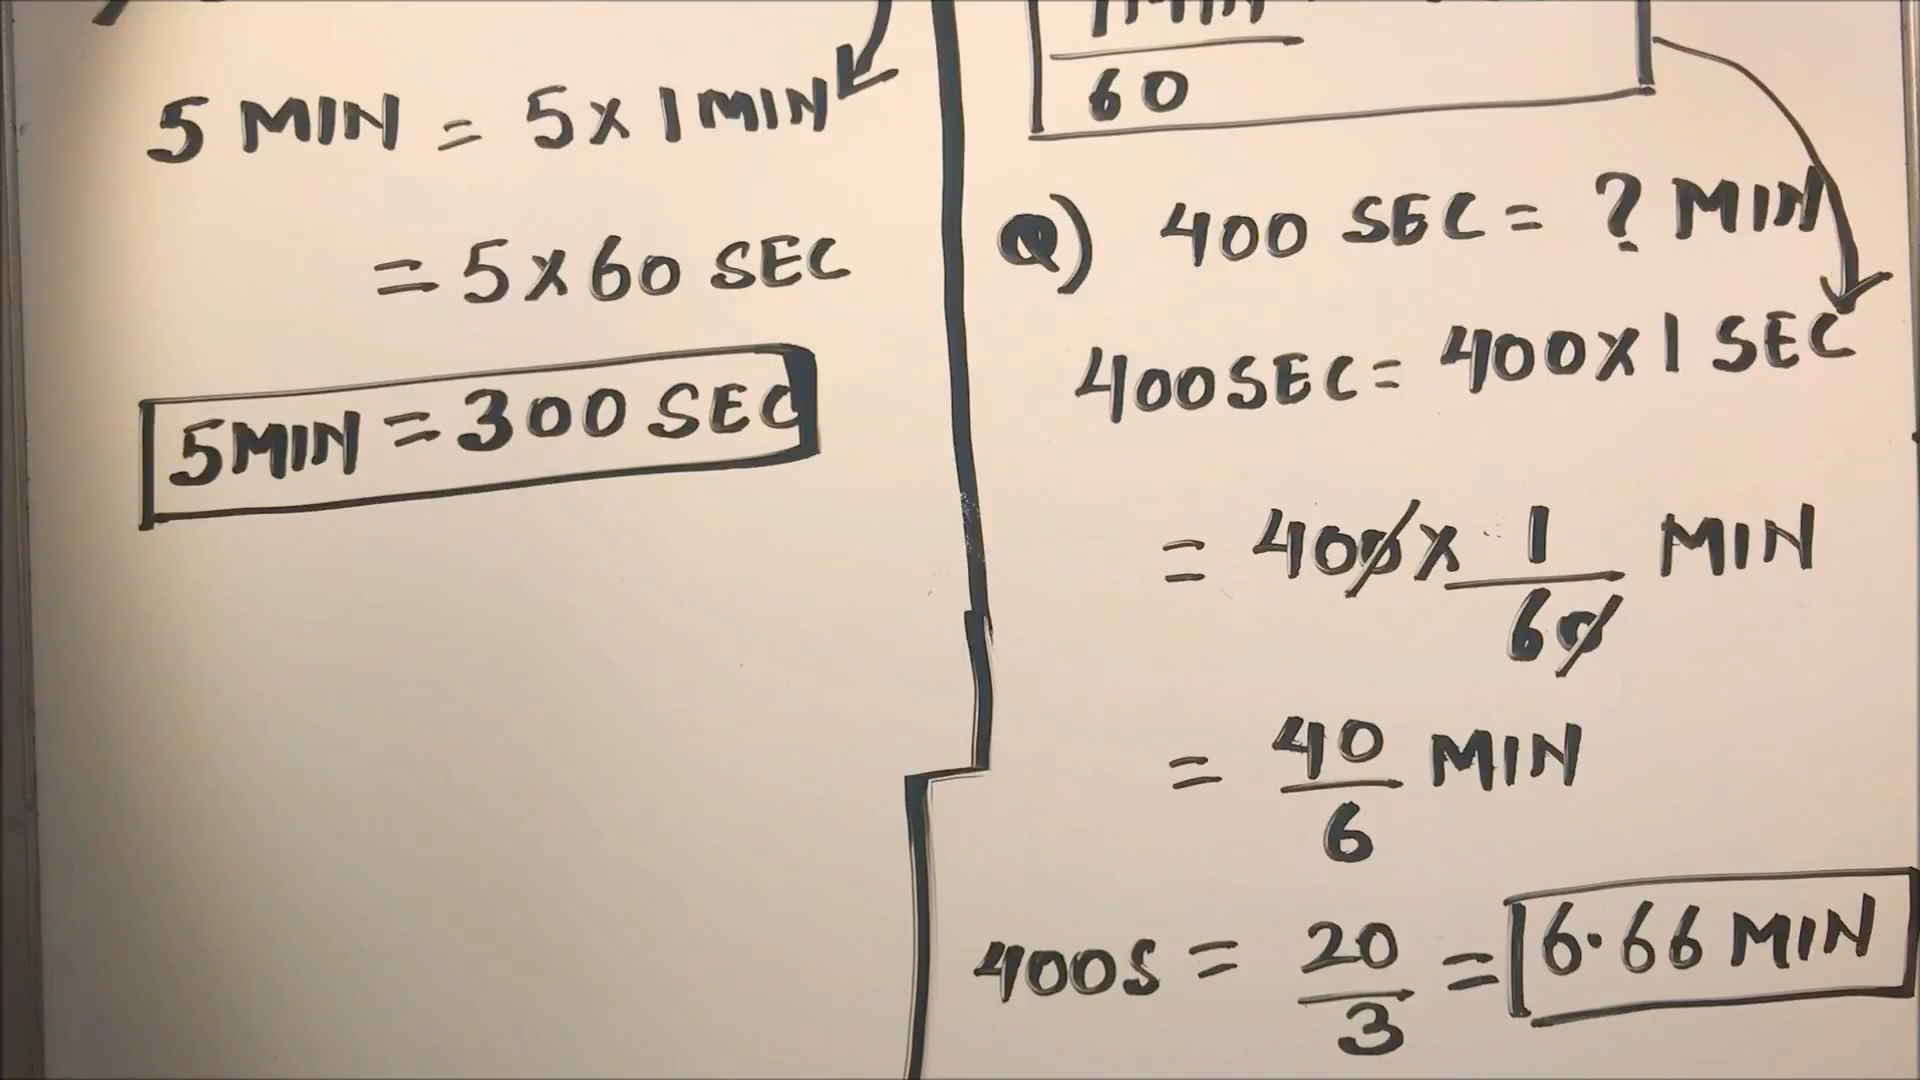 5 MIN = 5 x 1 MIN
= 5 x 60 SEC
5 MIN = 300 SEC
60
Q) 400 SEC = ? MIN
400 SEC = 400 x 1 SEC
= 400 x 1/60 MIN
= 40/6 MIN
400S = 20/3 = 6.66 MIN